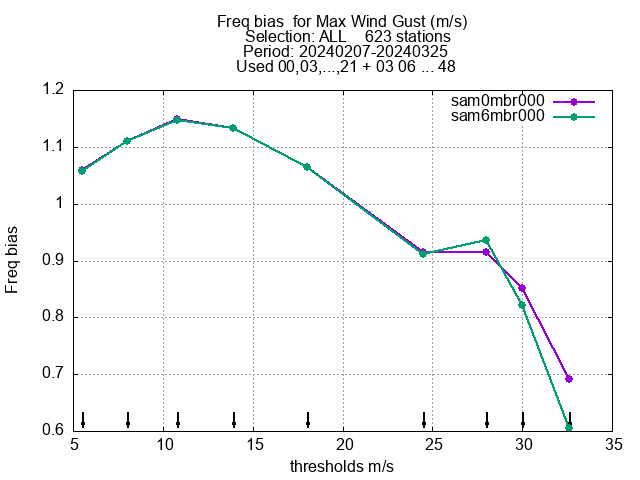 Freq bias  for Max Wind Gust (m/s)
Selection: ALL    623 stations
Period: 20240207-20240325
Used 00,03,...,21 + 03 06 ... 48
sam0mbr000
sam6mbr000
1.2
1.1
1
0.9
0.8
0.7
0.6
Freq bias
5 10 15 20 25 30 35
thresholds m/s